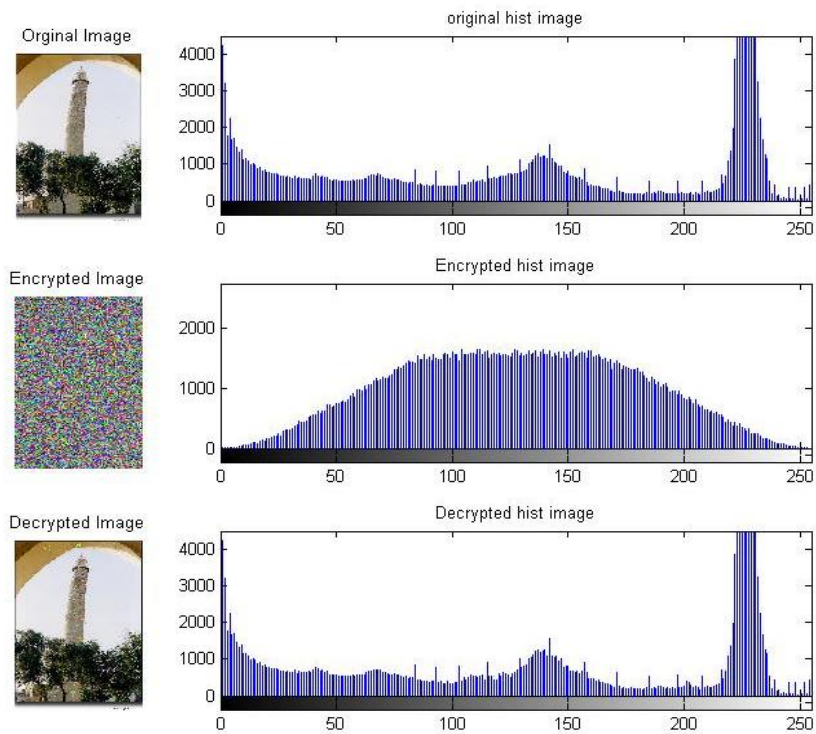 original hist image
Orginal Image
4000
3000
2000
1000
0
0 50 100 150 200 250
Encrypted hist image
Encrypted Image
2000
1000
0
0 50 100 150 200 250
Decrypted hist image
Decrypted Image
4000
3000
2000
1000
0
0 50 100 150 200 250